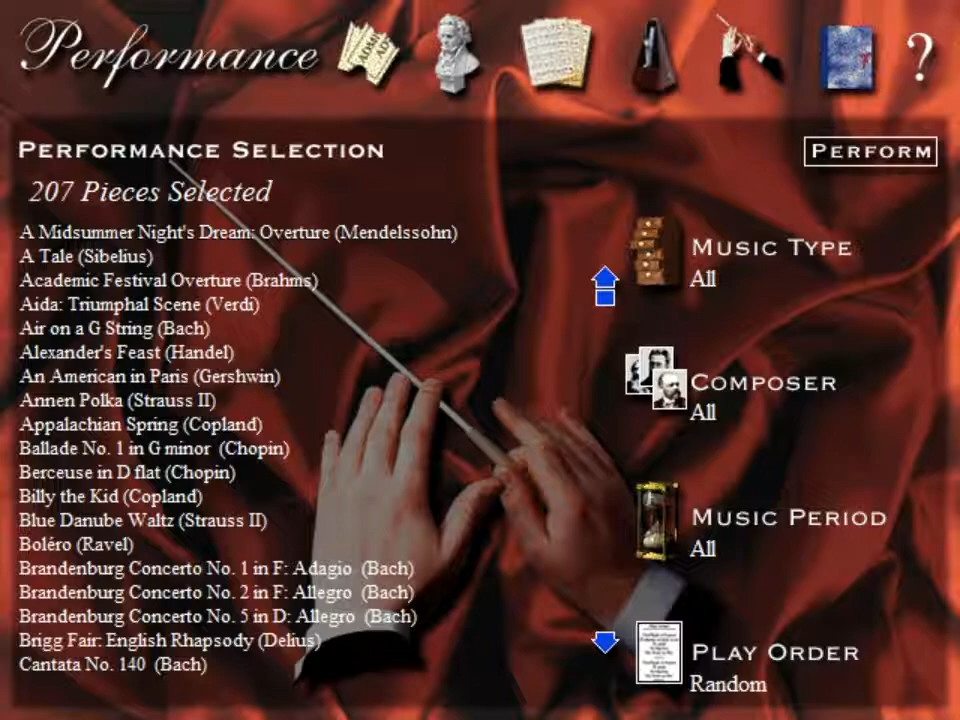 Performance
?
PERFORMANCE SELECTION
PERFORM
207 Pieces Selected
A Midsummer Night's Dream: Overture (Mendelssohn)
A Tale (Sibelius)
Academic Festival Overture (Brahms)
Aida: Triumphal Scene (Verdi)
Air on a G String (Bach)
Alexander's Feast (Handel)
An American in Paris (Gershwin)
Annen Polka (Strauss II)
Appalachian Spring (Copland)
Ballade No. 1 in G minor (Chopin)
Berceuse in D flat (Chopin)
Billy the Kid (Copland)
Blue Danube Waltz (Strauss II)
Boléro (Ravel)
Brandenburg Concerto No. 1 in F: Adagio (Bach)
Brandenburg Concerto No. 2 in F: Allegro (Bach)
Brandenburg Concerto No. 5 in D: Allegro (Bach)
Brigg Fair: English Rhapsody (Delius)
Cantata No. 140 (Bach)
MUSIC TYPE
All
COMPOSER
All
MUSIC PERIOD
All
PLAY ORDER
Random